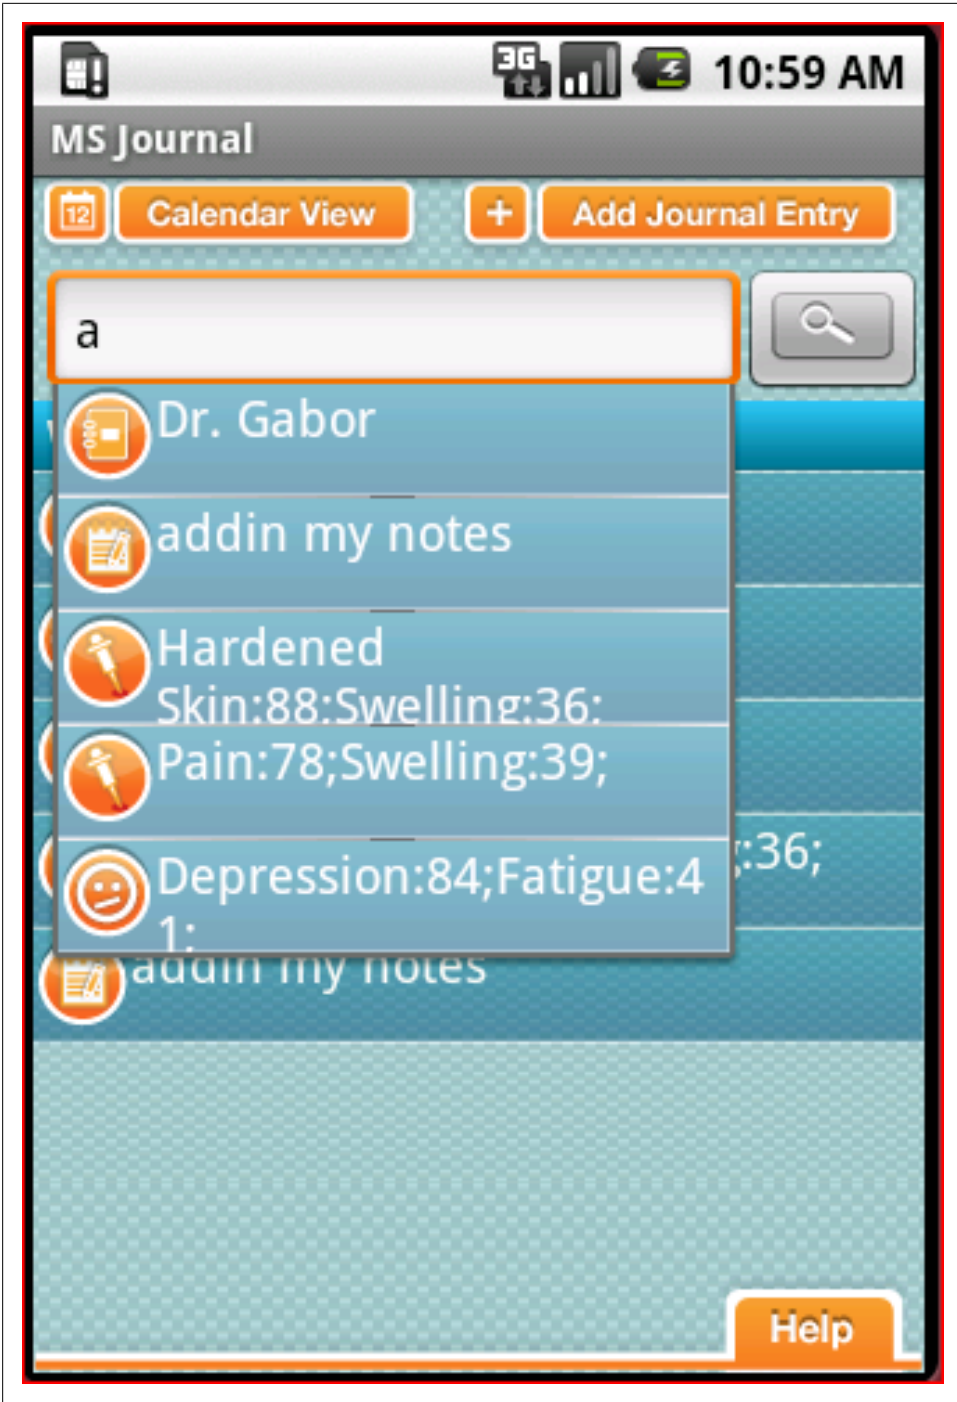 3G 10:59 AM
MS Journal
12 Calendar View + Add Journal Entry
a
Dr. Gabor
addin my notes
Hardened
Skin:88;Swelling:36;
Pain:78;Swelling:39;
Depression:84;Fatigue:4
1;
:36;
addin my notes
Help